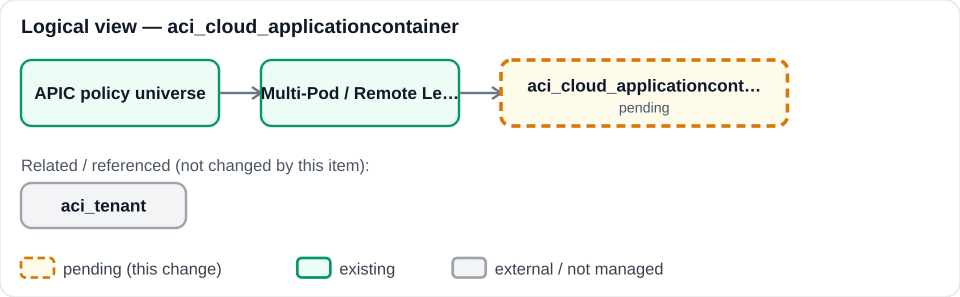 Logical view — aci_cloud_applicationcontainer
APIC policy universe
Multi-Pod / Remote Le...
aci_cloud_applicationcont...
pending
Related / referenced (not changed by this item):
aci_tenant
pending (this change)
existing
external / not managed